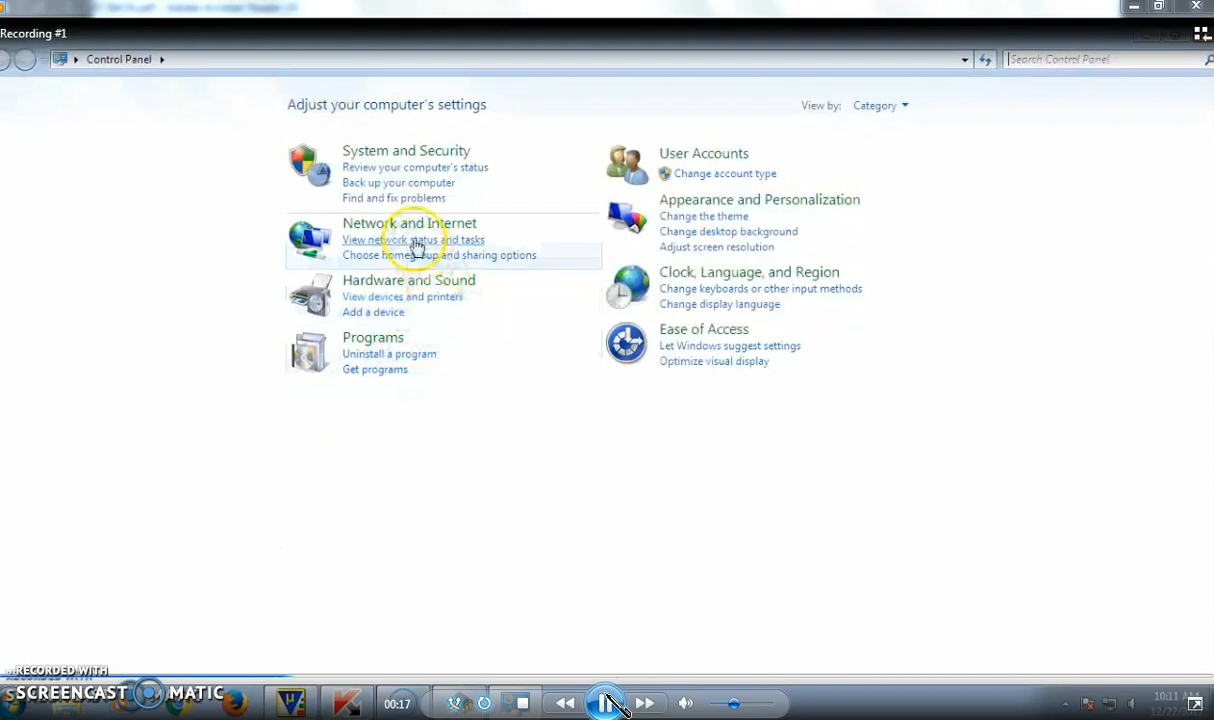 Recording #1
Control Panel
Search Control Panel
Adjust your computer's settings
View by: Category
System and Security
Review your computer's status
Back up your computer
Find and fix problems
Network and Internet
View network status and tasks
Choose homegroup and sharing options
Hardware and Sound
View devices and printers
Add a device
Programs
Uninstall a program
Get programs
User Accounts
Change account type
Appearance and Personalization
Change the theme
Change desktop background
Adjust screen resolution
Clock, Language, and Region
Change keyboards or other input methods
Change display language
Ease of Access
Let Windows suggest settings
Optimize visual display
RECORDED WITH
SCREENCAST MATIC
00:17
10:11 AM